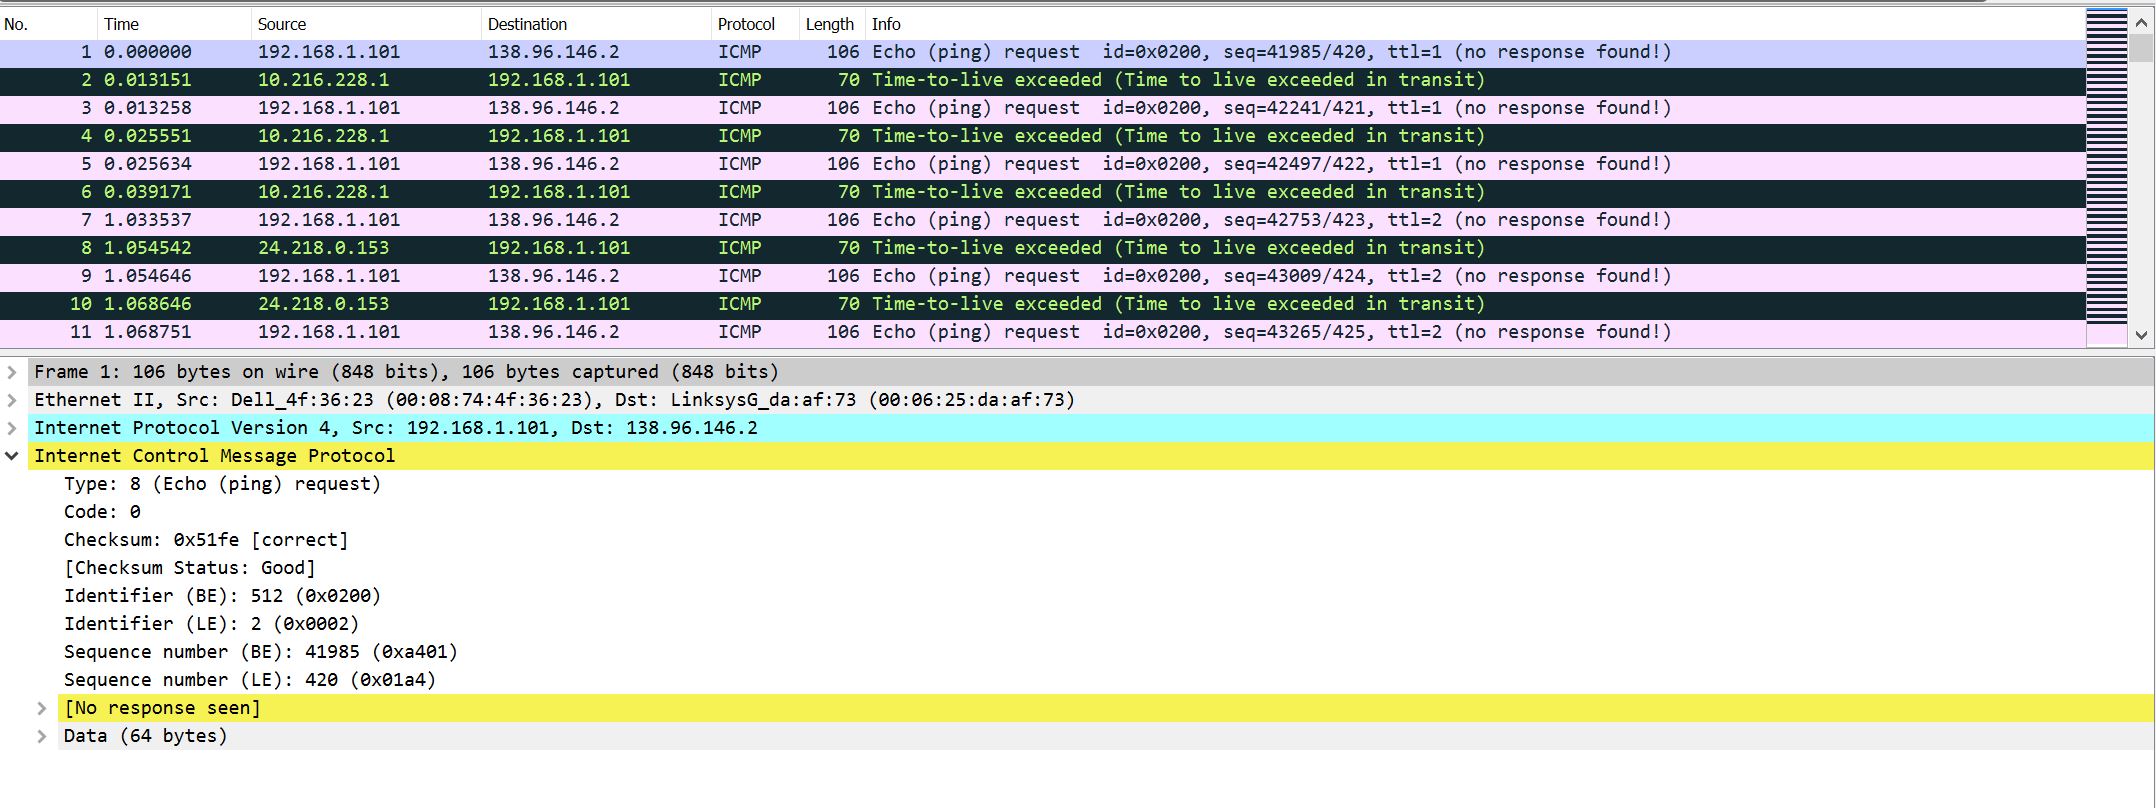 No. Time Source Destination Protocol Length Info
1 0.000000 192.168.1.101 138.96.146.2 ICMP 106 Echo (ping) request id=0x0200, seq=41985/420, ttl=1 (no response found!)
2 0.013151 10.216.228.1 192.168.1.101 ICMP 70 Time-to-live exceeded (Time to live exceeded in transit)
3 0.013258 192.168.1.101 138.96.146.2 ICMP 106 Echo (ping) request id=0x0200, seq=42241/421, ttl=1 (no response found!)
4 0.025551 10.216.228.1 192.168.1.101 ICMP 70 Time-to-live exceeded (Time to live exceeded in transit)
5 0.025634 192.168.1.101 138.96.146.2 ICMP 106 Echo (ping) request id=0x0200, seq=42497/422, ttl=1 (no response found!)
6 0.039171 10.216.228.1 192.168.1.101 ICMP 70 Time-to-live exceeded (Time to live exceeded in transit)
7 1.033537 192.168.1.101 138.96.146.2 ICMP 106 Echo (ping) request id=0x0200, seq=42753/423, ttl=2 (no response found!)
8 1.054542 24.218.0.153 192.168.1.101 ICMP 70 Time-to-live exceeded (Time to live exceeded in transit)
9 1.054646 192.168.1.101 138.96.146.2 ICMP 106 Echo (ping) request id=0x0200, seq=43009/424, ttl=2 (no response found!)
10 1.068646 24.218.0.153 192.168.1.101 ICMP 70 Time-to-live exceeded (Time to live exceeded in transit)
11 1.068751 192.168.1.101 138.96.146.2 ICMP 106 Echo (ping) request id=0x0200, seq=43265/425, ttl=2 (no response found!)
Frame 1: 106 bytes on wire (848 bits), 106 bytes captured (848 bits)
Ethernet II, Src: Dell_4f:36:23 (00:08:74:4f:36:23), Dst: LinksysG_da:af:73 (00:06:25:da:af:73)
Internet Protocol Version 4, Src: 192.168.1.101, Dst: 138.96.146.2
Internet Control Message Protocol
Type: 8 (Echo (ping) request)
Code: 0
Checksum: 0x51fe [correct]
[Checksum Status: Good]
Identifier (BE): 512 (0x0200)
Identifier (LE): 2 (0x0002)
Sequence number (BE): 41985 (0xa401)
Sequence number (LE): 420 (0x01a4)
[No response seen]
Data (64 bytes)